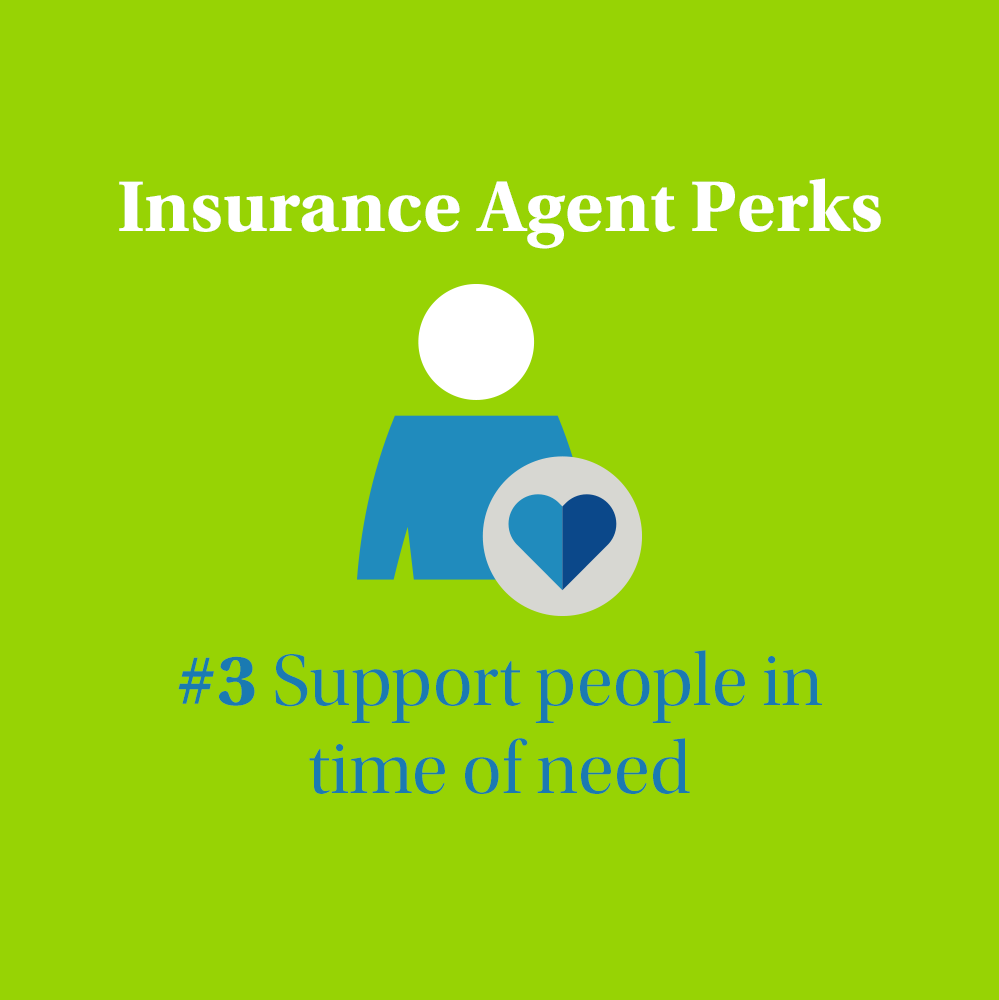 Insurance Agent Perks
#3 Support people in
time of need